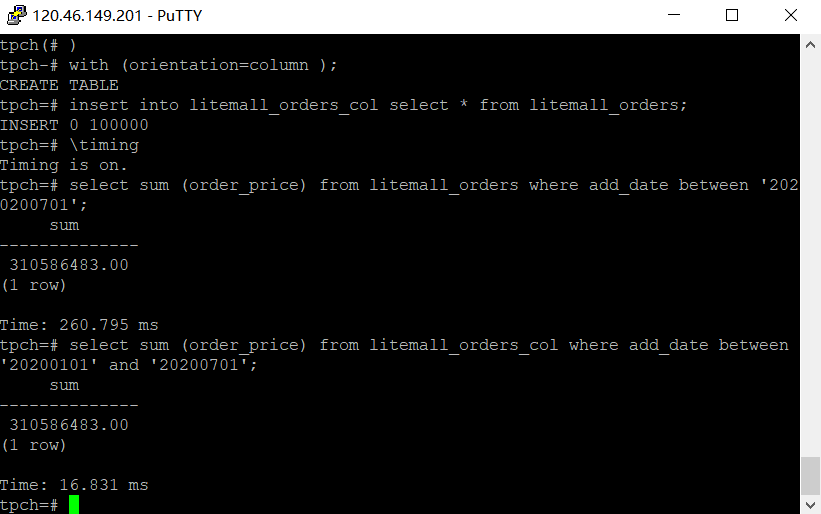 120.46.149.201 - PuTTY
tpch(# )
tpch-# with (orientation=column );
CREATE TABLE
tpch=# insert into litemall_orders_col select * from litemall_orders;
INSERT 0 100000
tpch=# \timing
Timing is on.
tpch=# select sum (order_price) from litemall_orders where add_date between '202
0200701';
sum
--------------
310586483.00
(1 row)
Time: 260.795 ms
tpch=# select sum (order_price) from litemall_orders_col where add_date between
'20200101' and '20200701';
sum
--------------
310586483.00
(1 row)
Time: 16.831 ms
tpch=#